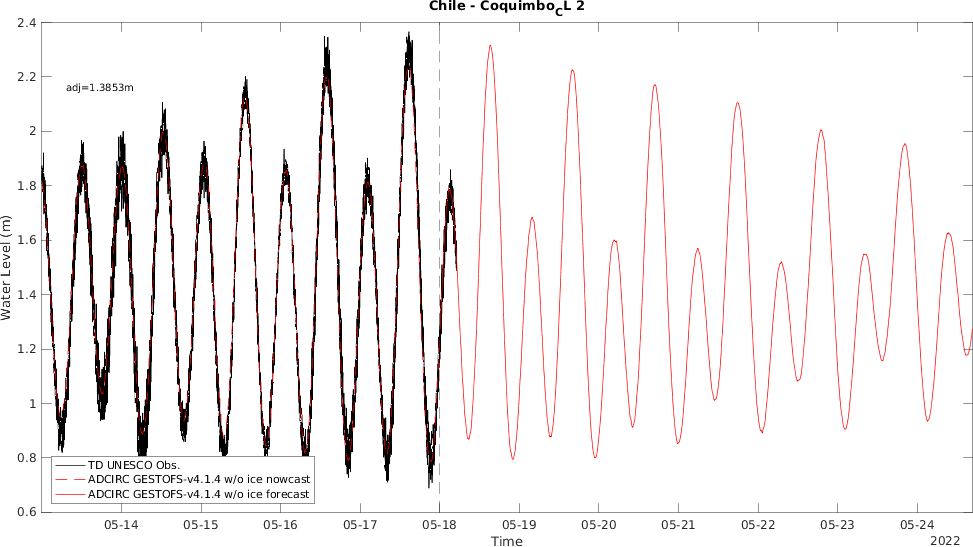 Chile - CoquimboCL 2
2.4
2.2
2
1.8
1.6
1.4
1.2
1
0.8
0.6
Water Level (m)
adj=1.3853m
TD UNESCO Obs.
ADCIRC GESTOFS-v4.1.4 w/o ice nowcast
ADCIRC GESTOFS-v4.1.4 w/o ice forecast
05-14 05-15 05-16 05-17 05-18 05-19 05-20 05-21 05-22 05-23 05-24
Time
2022